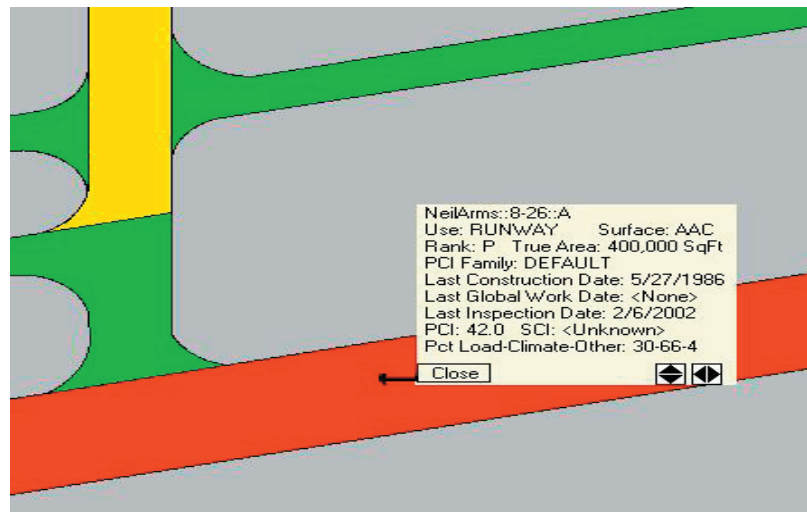 NeilArms::8-26::A
Use: RUNWAY Surface: AAC
Rank: P True Area: 400,000 SqFt
PCI Family: DEFAULT
Last Construction Date: 5/27/1986
Last Global Work Date: <None>
Last Inspection Date: 2/6/2002
PCI: 42.0 SCI: <Unknown>
Pct Load-Climate-Other: 30-66-4
Close